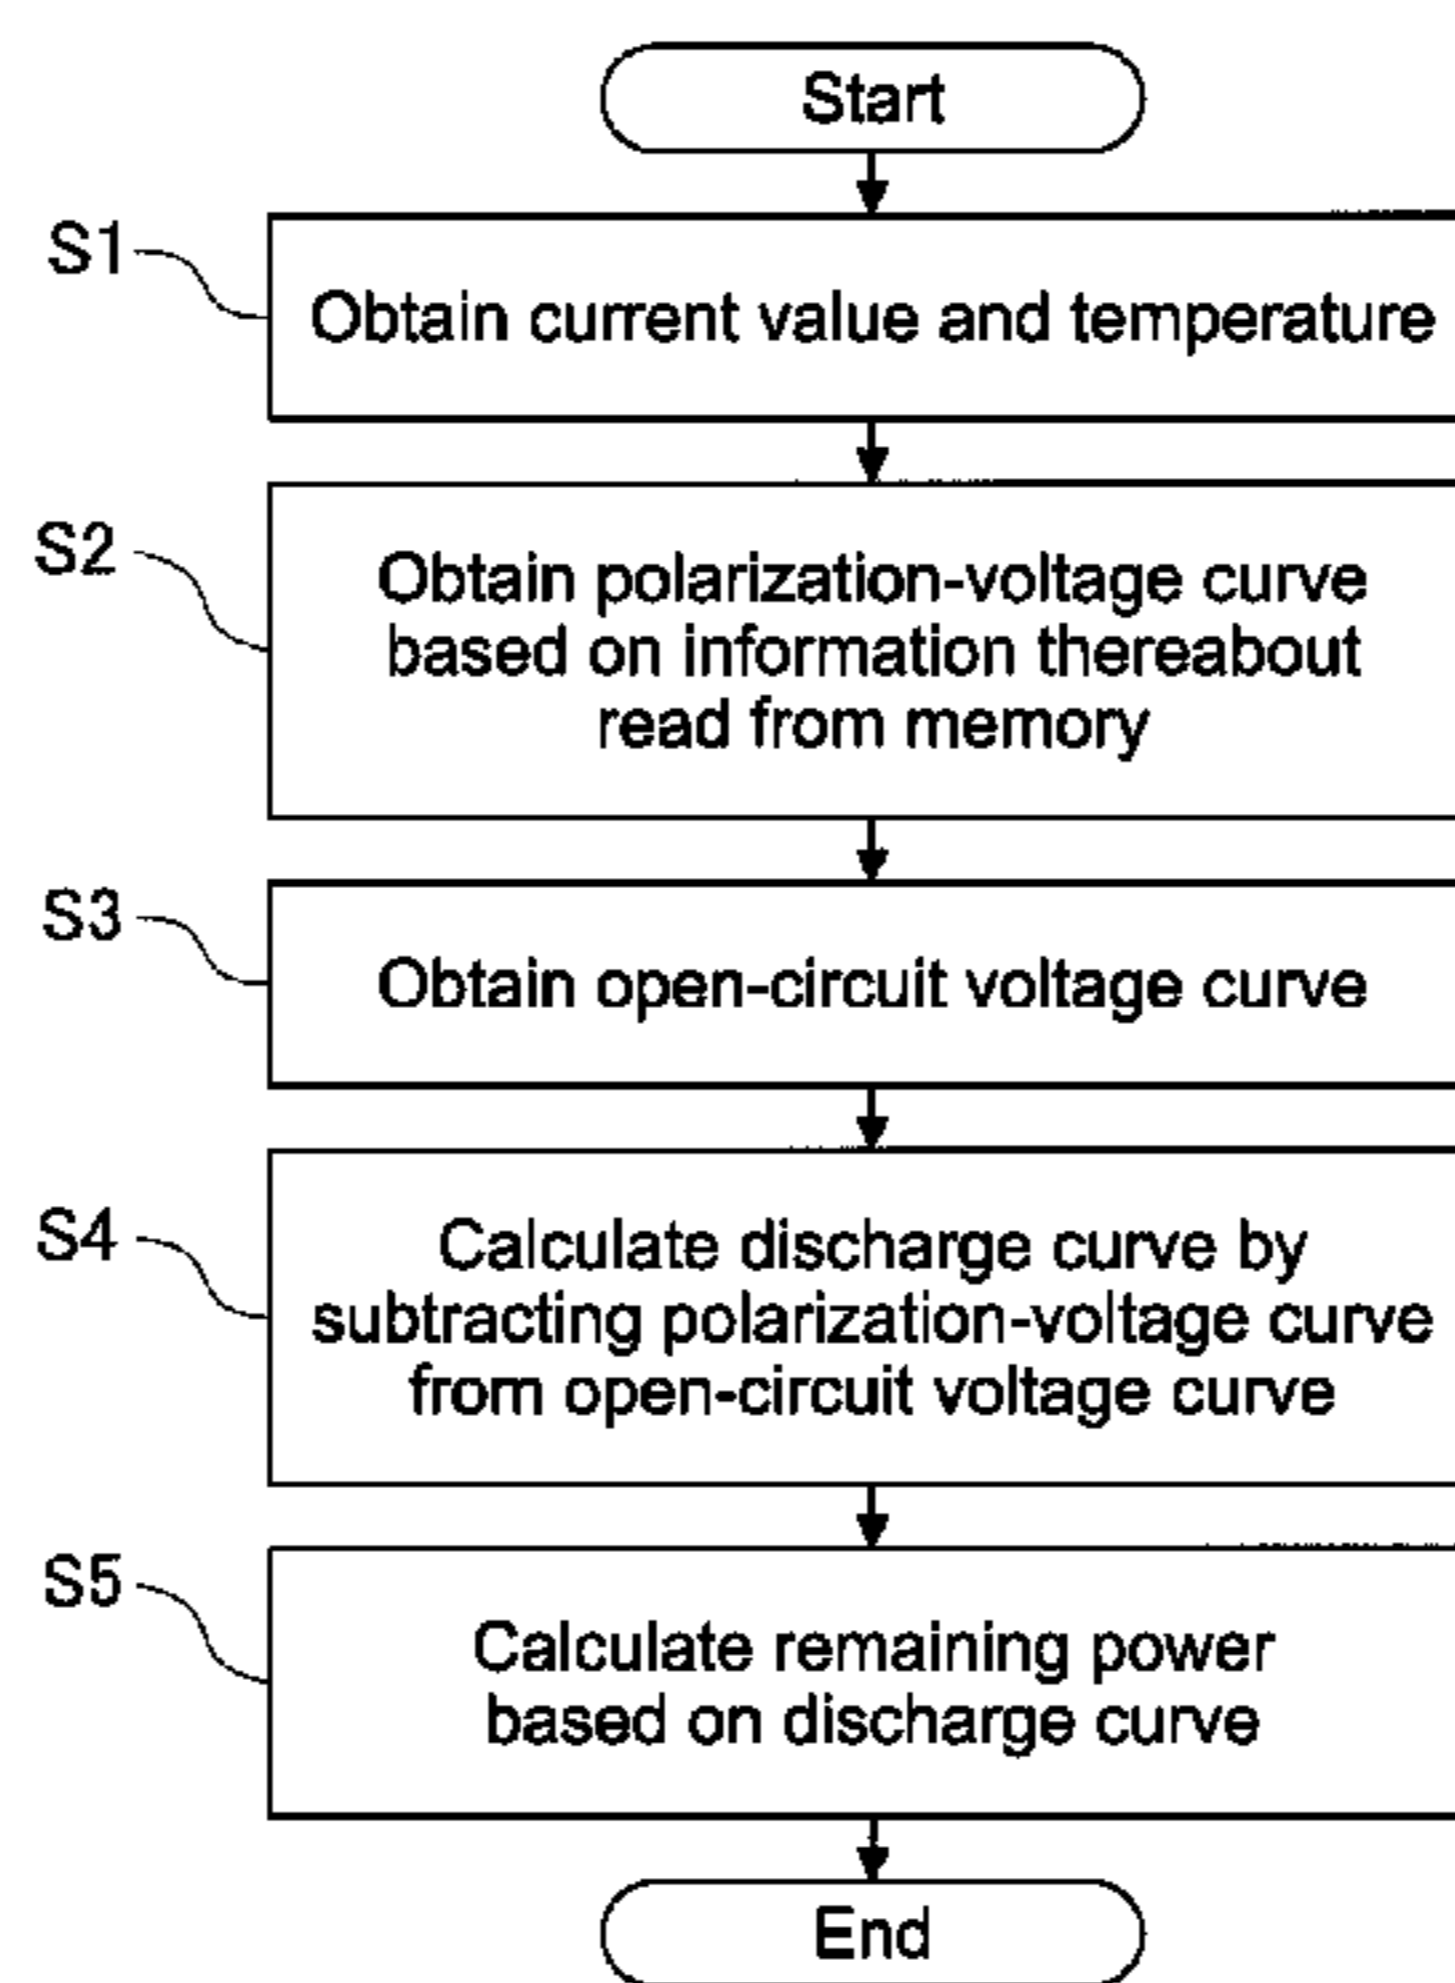 Start
S1
Obtain current value and temperature
S2
Obtain polarization-voltage curve
based on information thereabout
read from memory
S3
Obtain open-circuit voltage curve
S4
Calculate discharge curve by
subtracting polarization-voltage curve
from open-circuit voltage curve
S5
Calculate remaining power
based on discharge curve
End